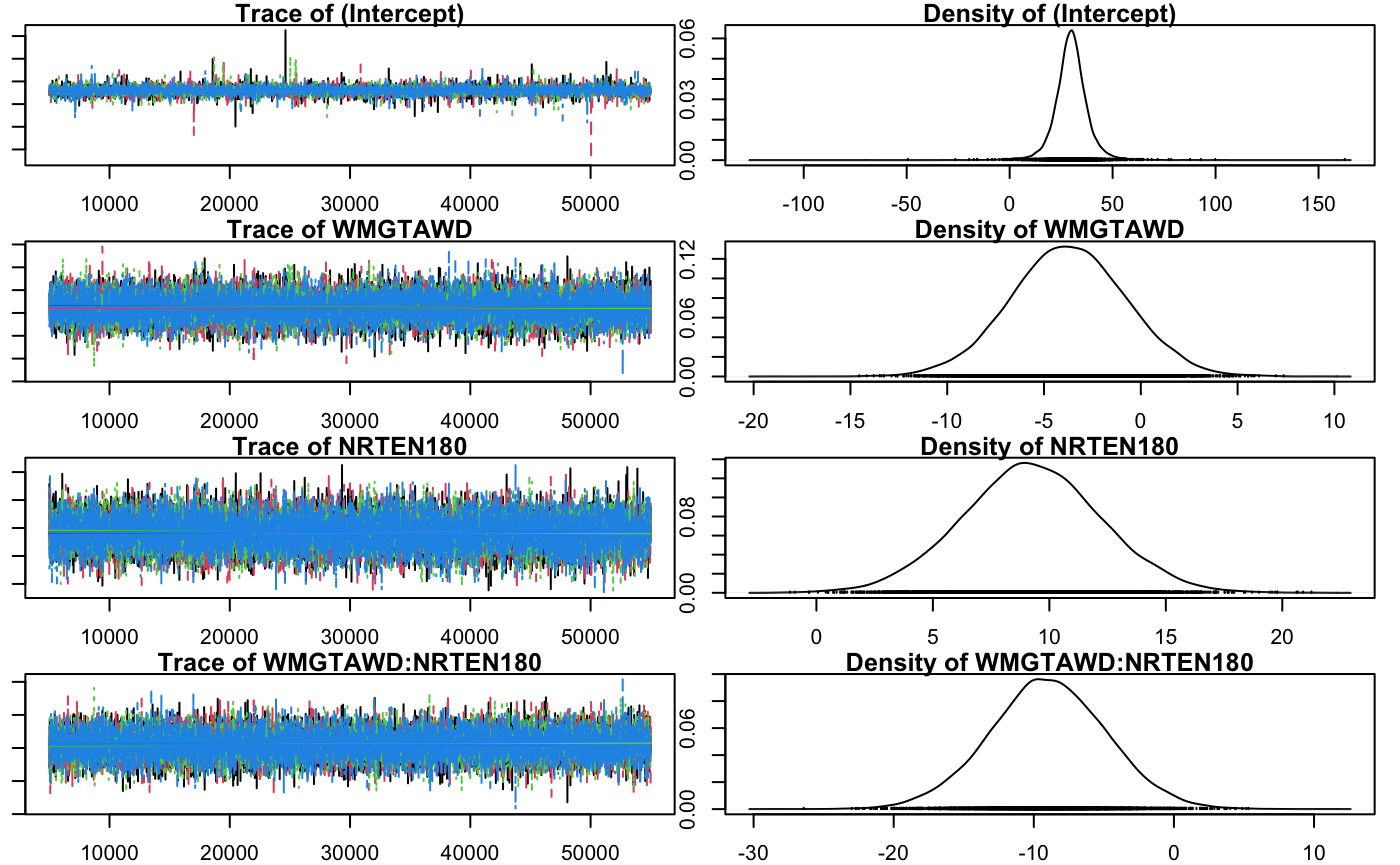 Trace of (Intercept)
10000 20000 30000 40000 50000
Density of (Intercept)
0.00 0.03 0.06
-100 -50 0 50 100 150
Trace of WMGTAWD
10000 20000 30000 40000 50000
Density of WMGTAWD
0.00 0.06 0.12
-20 -15 -10 -5 0 5 10
Trace of NRTEN180
10000 20000 30000 40000 50000
Density of NRTEN180
0.00 0.08
0 5 10 15 20
Trace of WMGTAWD:NRTEN180
10000 20000 30000 40000 50000
Density of WMGTAWD:NRTEN180
0.00 0.06
-30 -20 -10 0 10